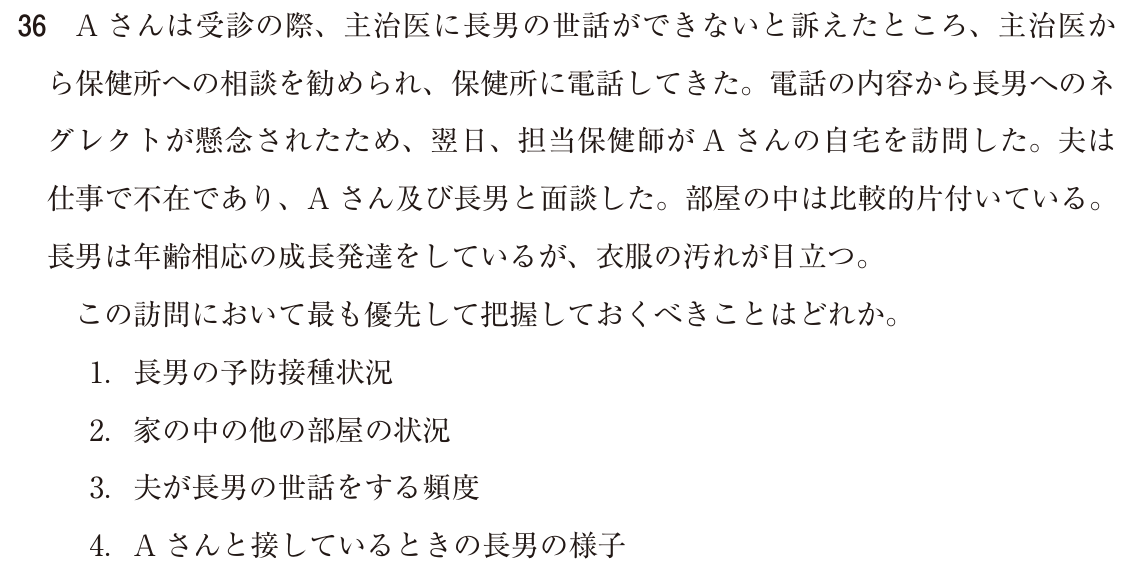 36　A さんは受診の際、主治医に長男の世話ができないと訴えたところ、主治医か
ら保健所への相談を勧められ、保健所に電話してきた。電話の内容から長男へのネ
グレクトが懸念されたため、翌日、担当保健師が A さんの自宅を訪問した。夫は
仕事で不在であり、A さん及び長男と面談した。部屋の中は比較的片付いている。
長男は年齢相応の成長発達をしているが、衣服の汚れが目立つ。
この訪問において最も優先して把握しておくべきことはどれか。
1. 長男の予防接種状況
2. 家の中の他の部屋の状況
3. 夫が長男の世話をする頻度
4. A さんと接しているときの長男の様子